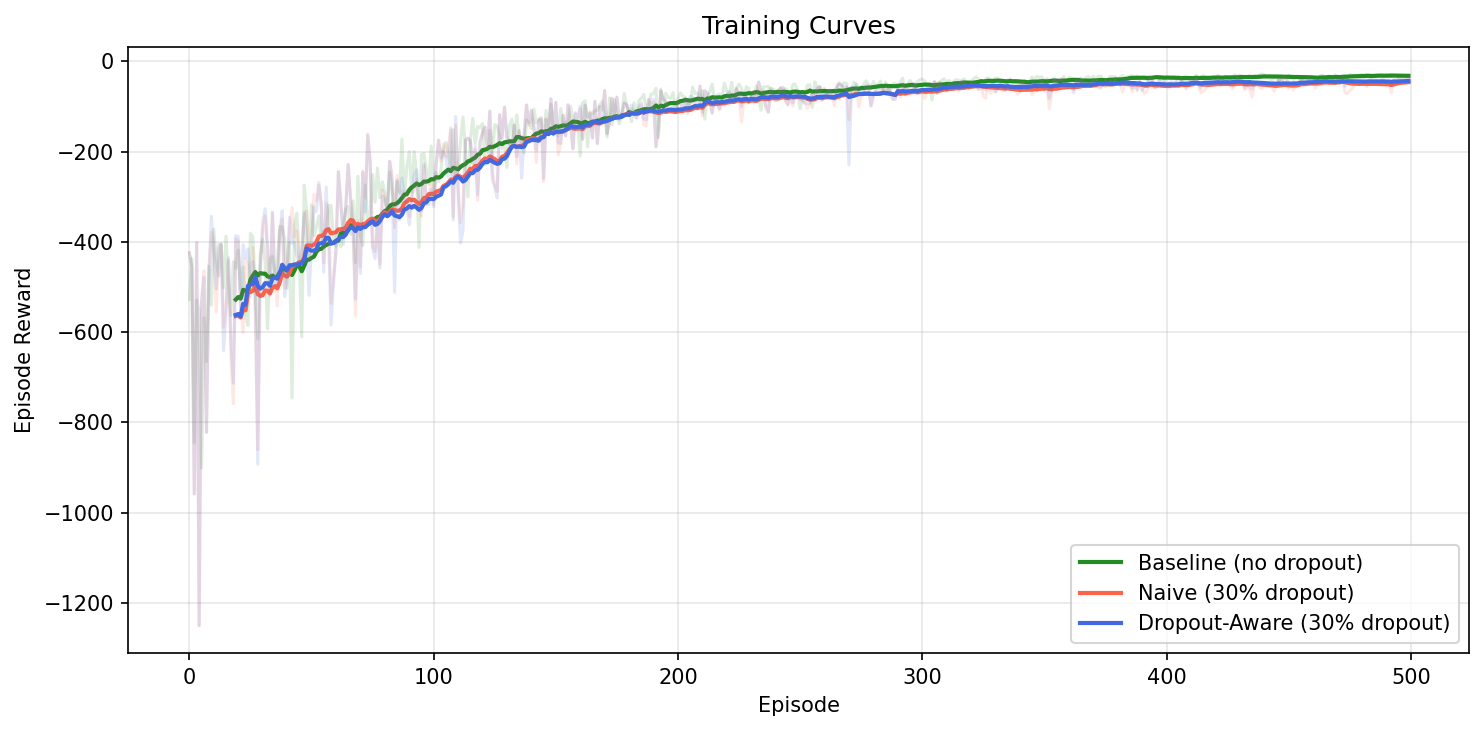 Training Curves
0
−200
−400
−600
−800
−1000
−1200
Episode Reward
0
100
200
300
400
500
Episode
Baseline (no dropout)
Naive (30% dropout)
Dropout-Aware (30% dropout)